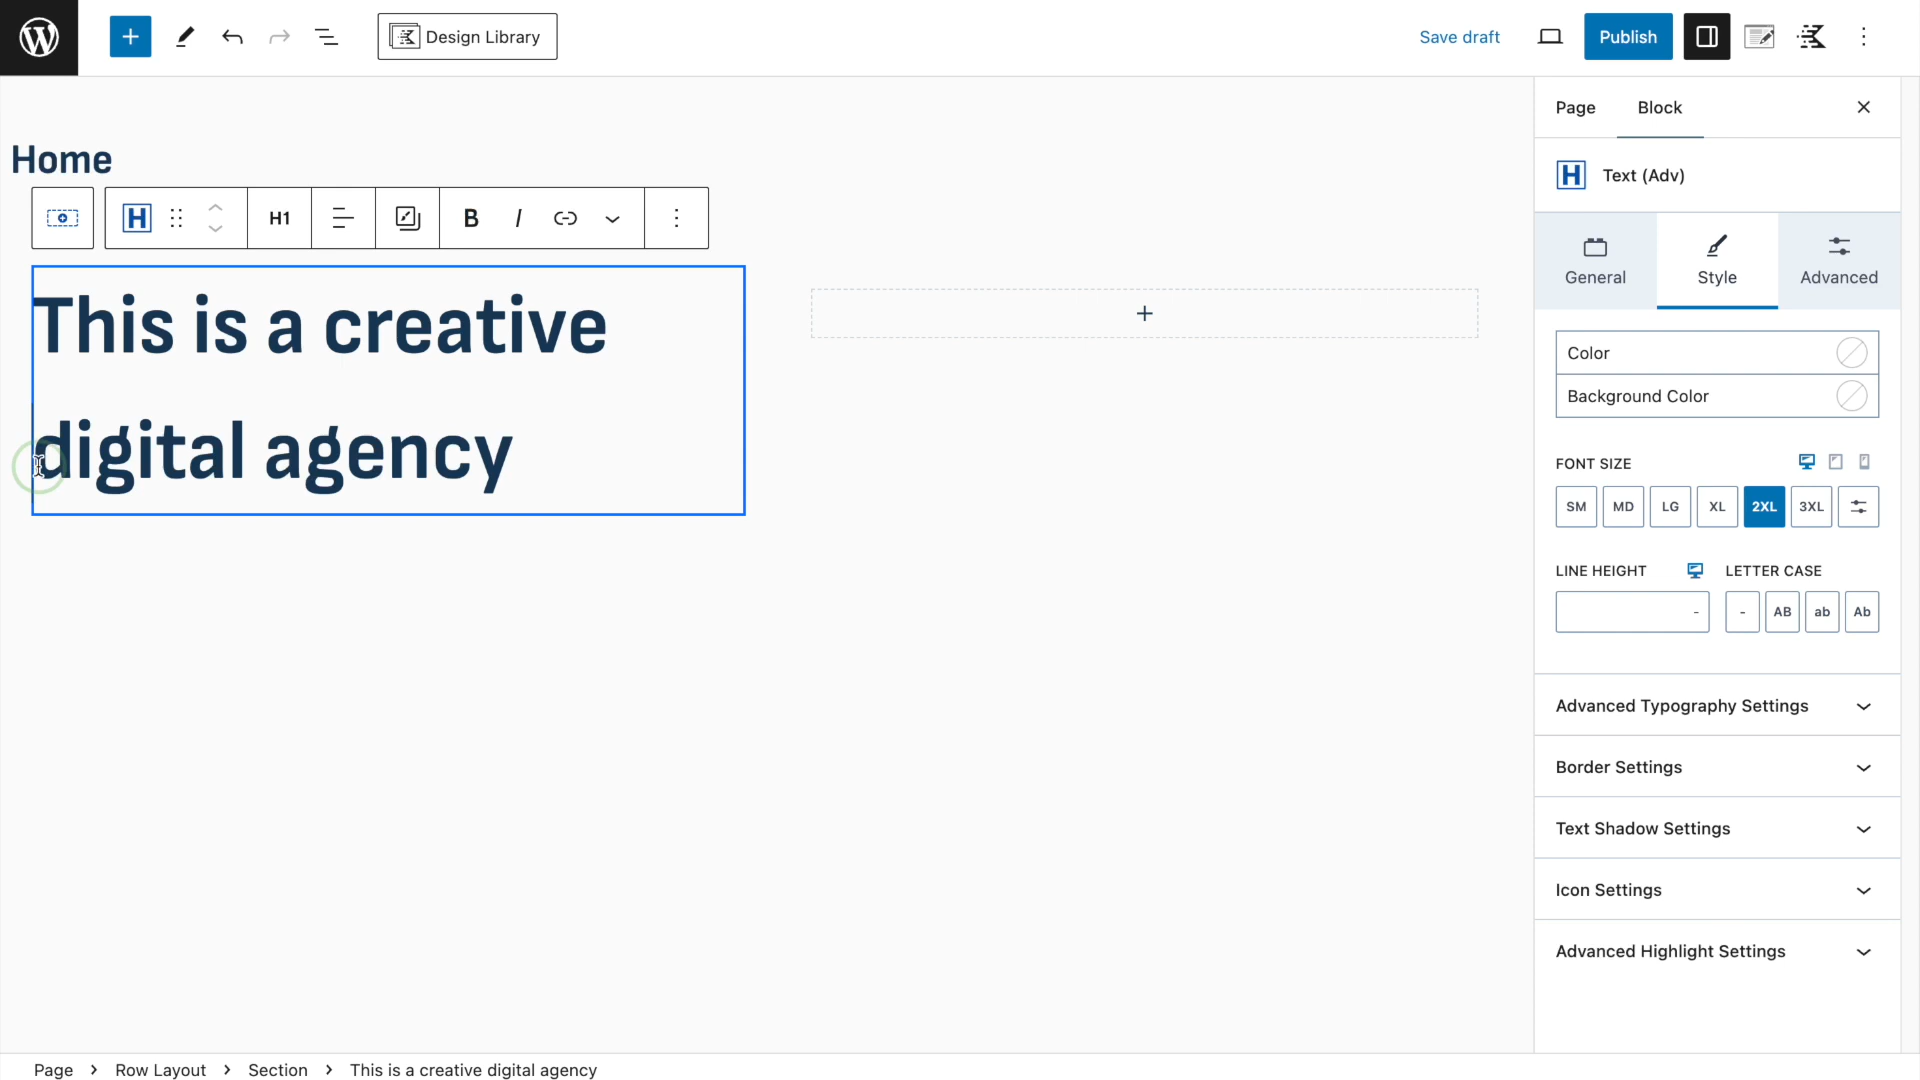 Design Library
Save draft
Publish
Page
Block
Home
H
Text (Adv)
H
H1
B
I
General
Style
Advanced
This is a creative
digital agency
Color
Background Color
FONT SIZE
SM
MD
LG
XL
2XL
3XL
LINE HEIGHT
LETTER CASE
-
-
AB
ab
Ab
Advanced Typography Settings
Border Settings
Text Shadow Settings
Icon Settings
Advanced Highlight Settings
Page > Row Layout > Section > This is a creative digital agency